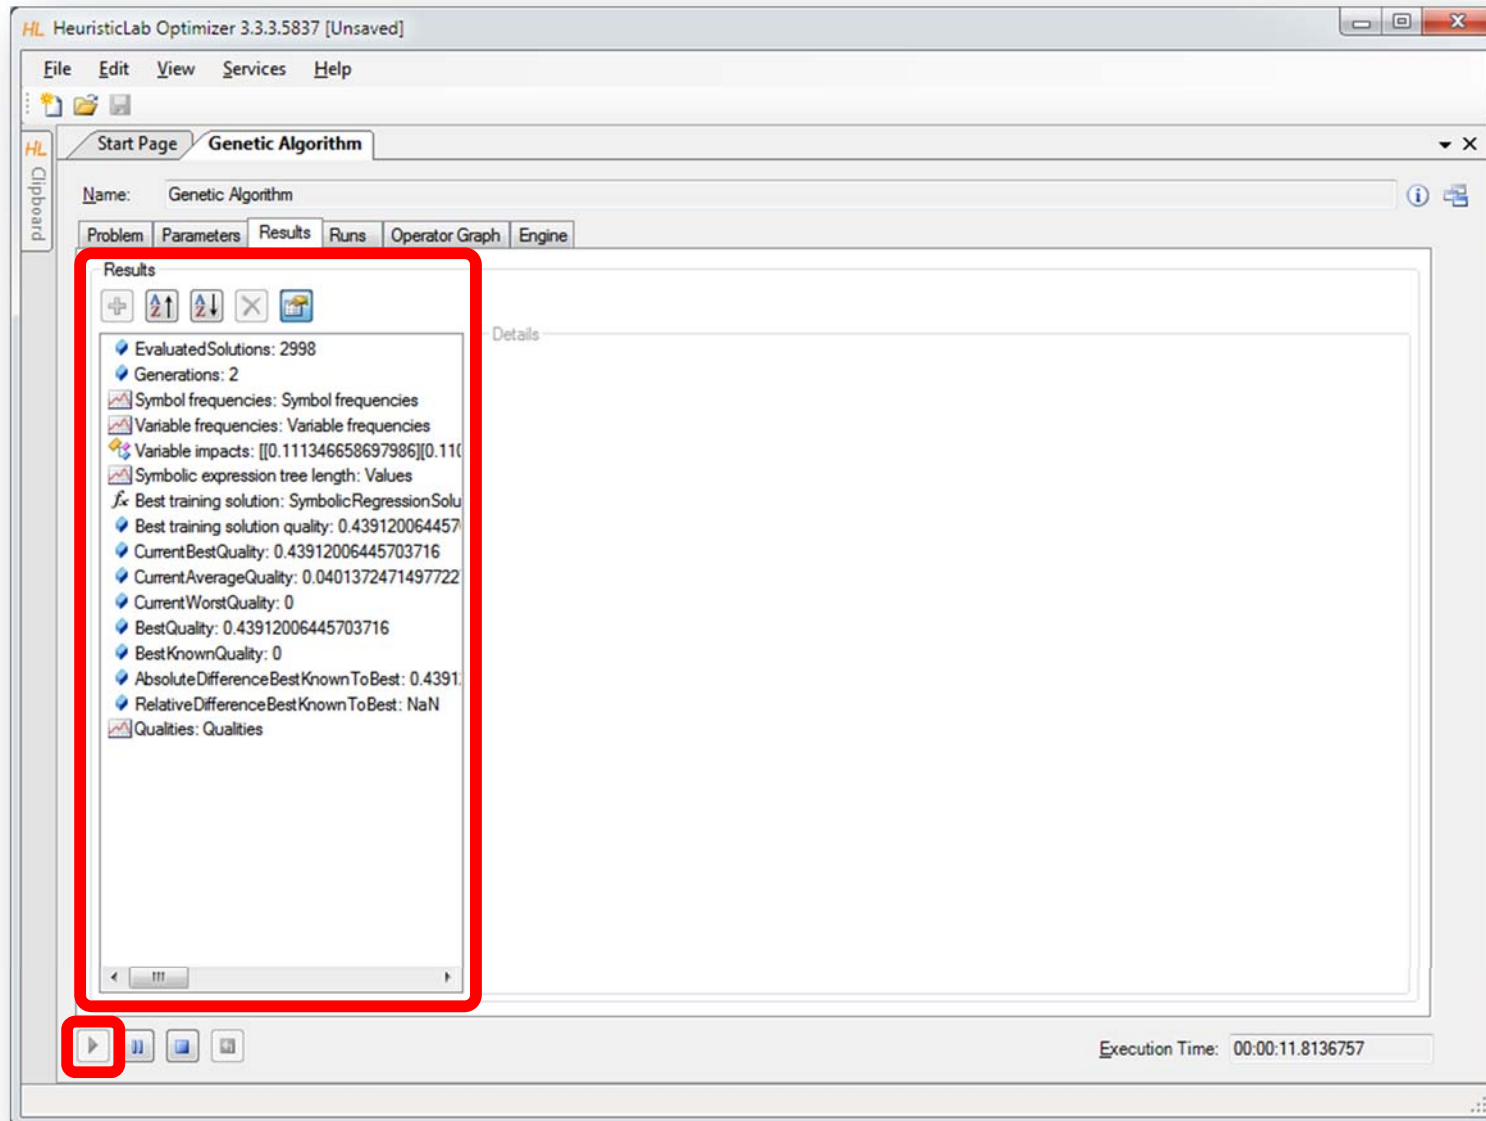 HL HeuristicLab Optimizer 3.3.3.5837 [Unsaved]
File Edit View Services Help
HL Clipboard
Start Page Genetic Algorithm
Name: Genetic Algorithm
Problem Parameters Results Runs Operator Graph Engine
Results
Details
EvaluatedSolutions: 2998
Generations: 2
Symbol frequencies: Symbol frequencies
Variable frequencies: Variable frequencies
Variable impacts: [[0.111346658697986][0.110
Symbolic expression tree length: Values
fx Best training solution: SymbolicRegressionSolu
Best training solution quality: 0.4391200644570
CurrentBestQuality: 0.43912006445703716
CurrentAverageQuality: 0.0401372471497722
CurrentWorstQuality: 0
BestQuality: 0.43912006445703716
BestKnownQuality: 0
AbsoluteDifferenceBestKnownToBest: 0.4391
RelativeDifferenceBestKnownToBest: NaN
Qualities: Qualities
Execution Time: 00:00:11.8136757